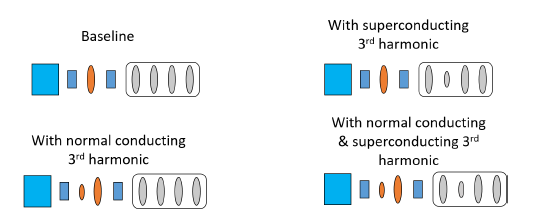 Baseline
With superconducting
3rd harmonic
With normal conducting
3rd harmonic
With normal conducting
& superconducting 3rd
harmonic